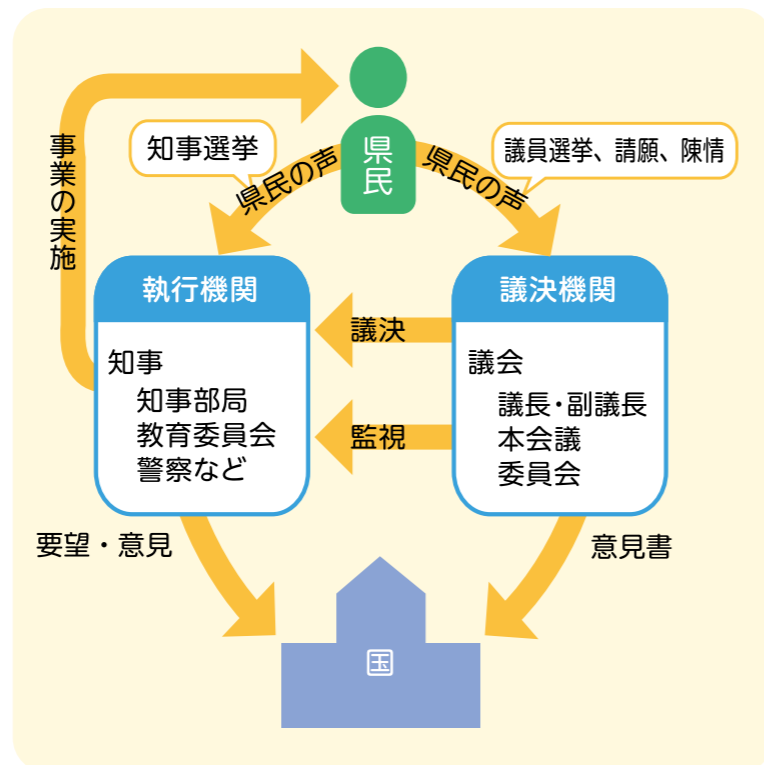 県民
知事選挙
議員選挙、請願、陳情
県民の声
県民の声
事業の実施
執行機関
知事
知事部局
教育委員会
警察など
議決
監視
議決機関
議会
議長・副議長
本会議
委員会
要望・意見
意見書
国